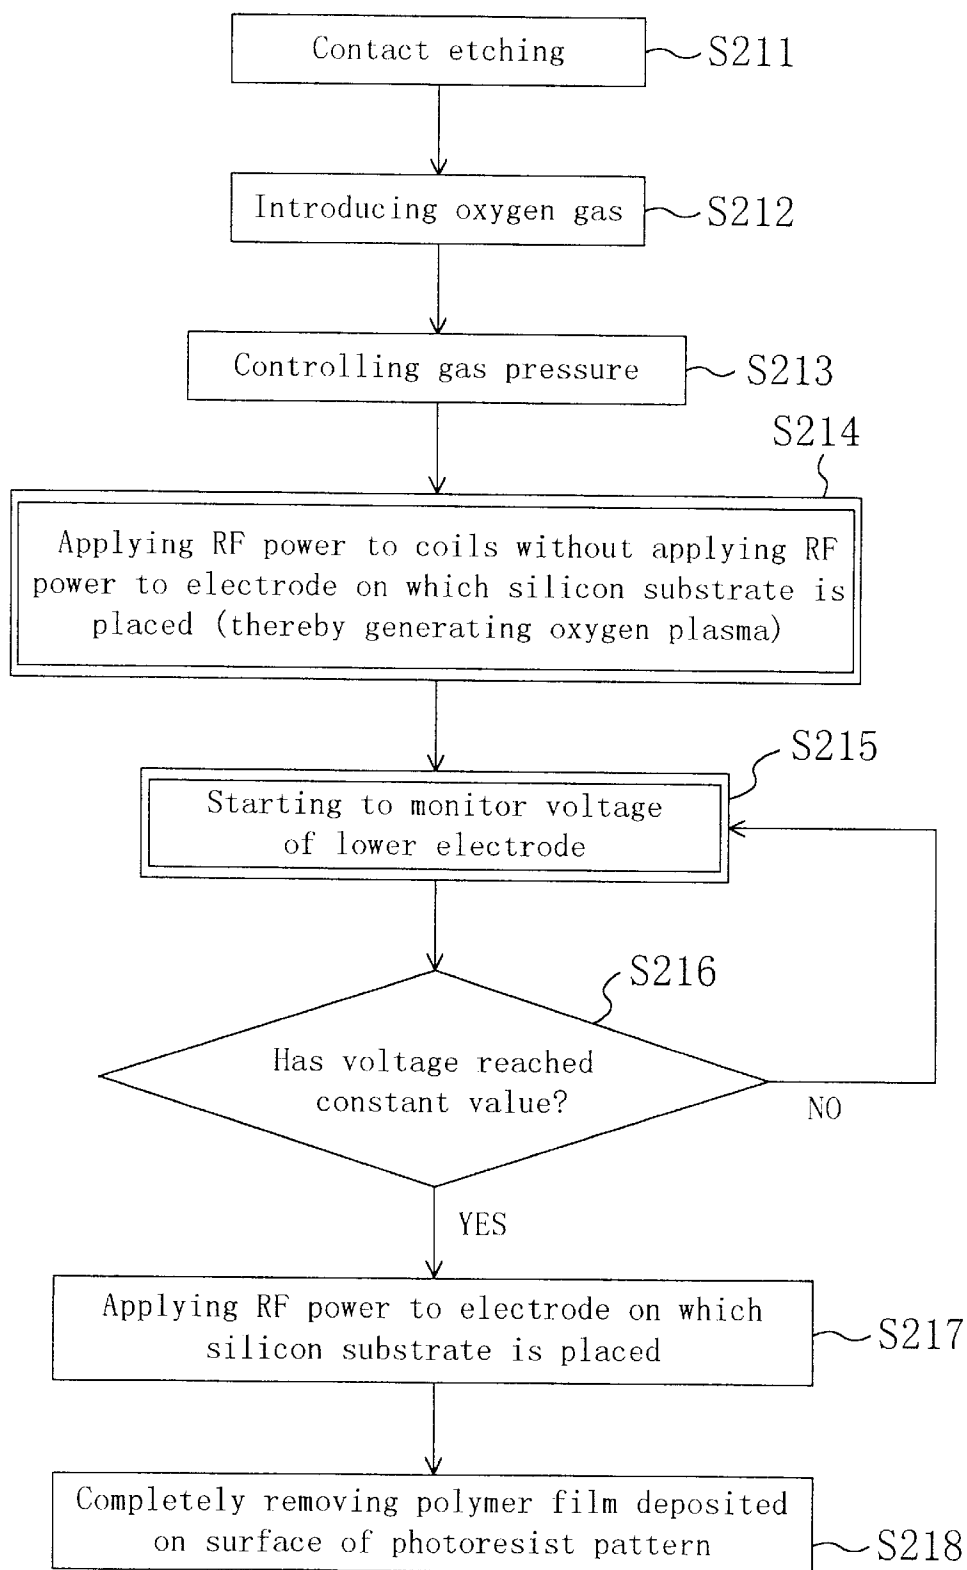 Contact etching
S211
Introducing oxygen gas
S212
Controlling gas pressure
S213
S214
Applying RF power to coils without applying RF
power to electrode on which silicon substrate is
placed (thereby generating oxygen plasma)
S215
Starting to monitor voltage
of lower electrode
S216
Has voltage reached
constant value?
NO
YES
Applying RF power to electrode on which
silicon substrate is placed
S217
Completely removing polymer film deposited
on surface of photoresist pattern
S218